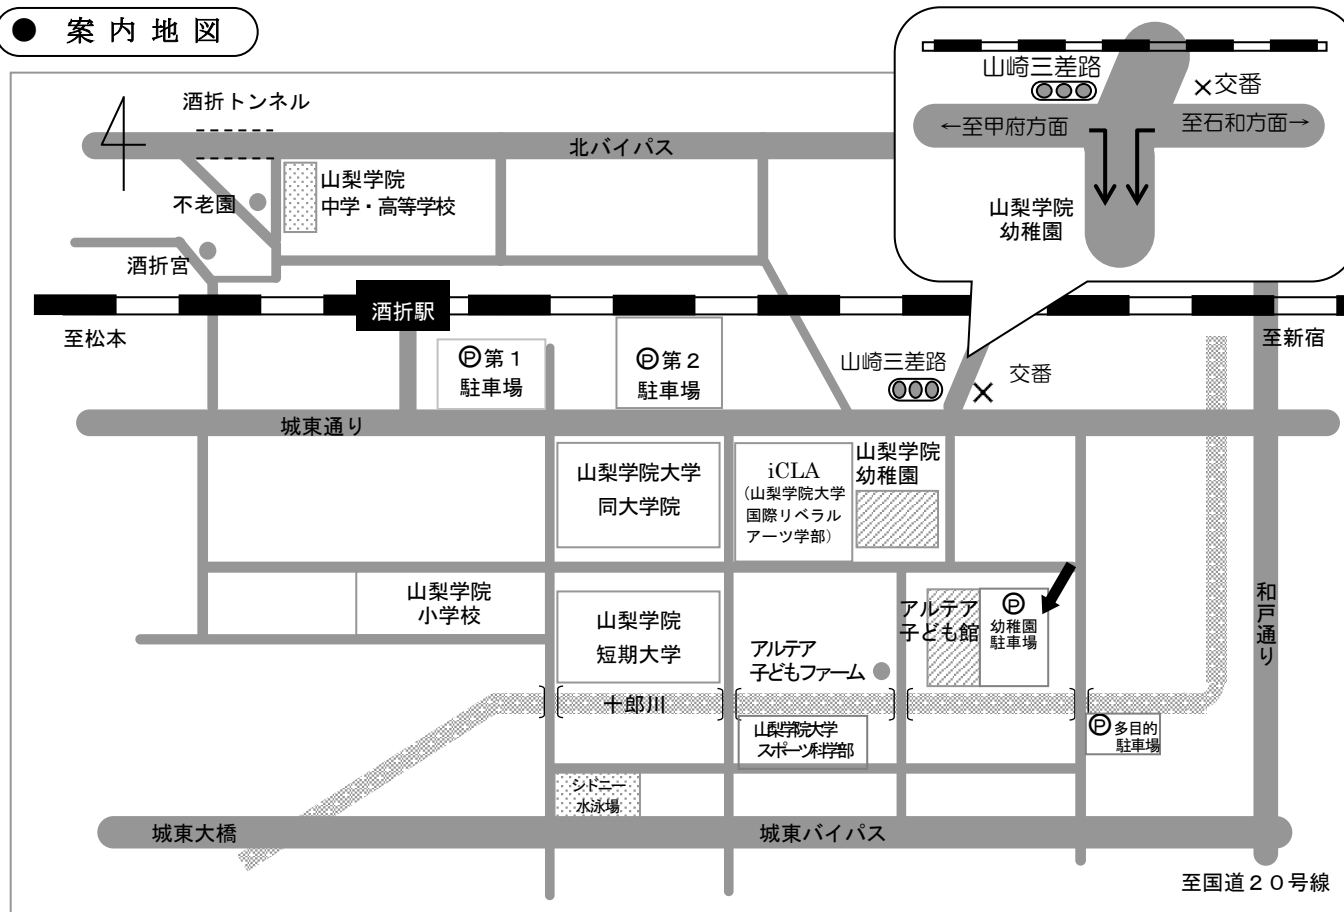 ● 案内地図
酒折トンネル
北バイパス
山梨学院
中学・高等学校
不老園
酒折宮
山崎三差路
×交番
←至甲府方面
至石和方面→
山梨学院
幼稚園
酒折駅
至松本
至新宿
Ⓟ第１
駐車場
Ⓟ第２
駐車場
山崎三差路
×
交番
城東通り
山梨学院大学
同大学院
iCLA
(山梨学院大学
国際リベラル
アーツ学部)
山梨学院
幼稚園
山梨学院
小学校
山梨学院
短期大学
アルテア
子ども館
Ⓟ
幼稚園
駐車場
アルテア
子どもファーム
和戸通り
十郎川
山梨学院大学
スポーツ科学部
Ⓟ多目的
駐車場
シドニー
水泳場
城東大橋
城東バイパス
至国道２０号線